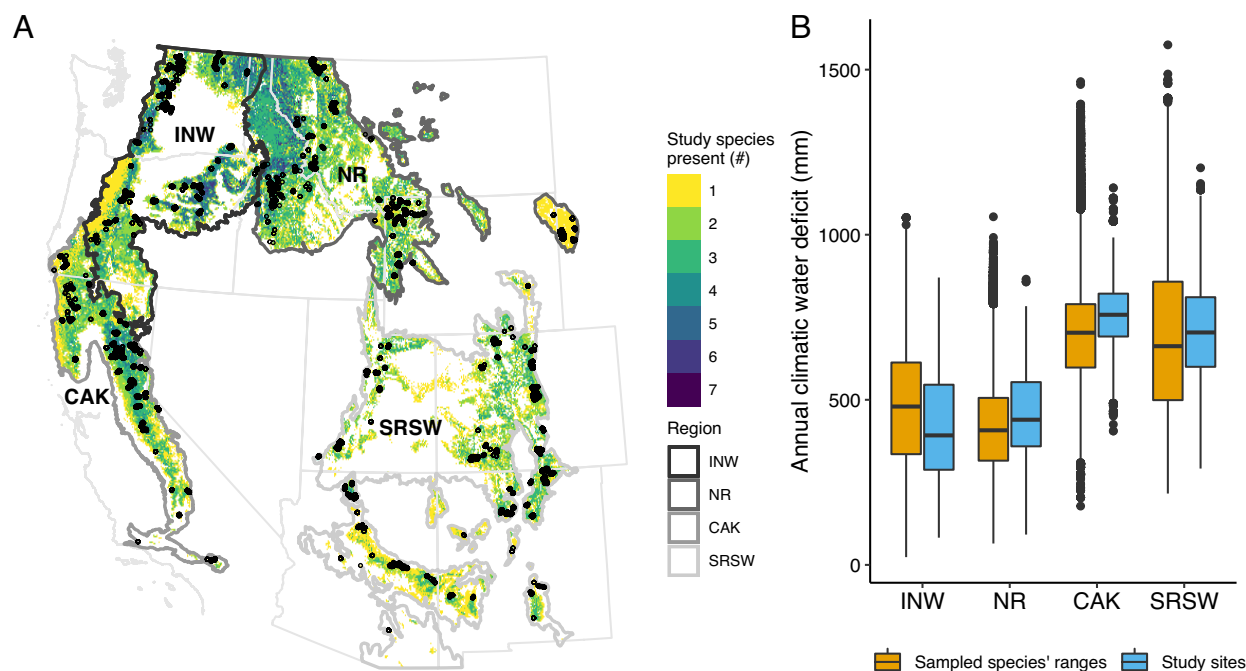 A
INW
NR
CAK
SRSW
Study species
present (#)
1
2
3
4
5
6
7
Region
INW
NR
CAK
SRSW
B
Annual climatic water deficit (mm)
1500
1000
500
0
INW NR CAK SRSW
Sampled species' ranges Study sites